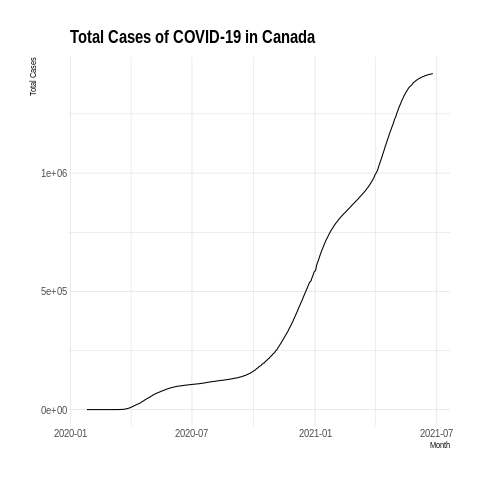 Total Cases of COVID-19 in Canada
Total Cases
1e+06
5e+05
0e+00
2020-01 2020-07 2021-01 2021-07
Month